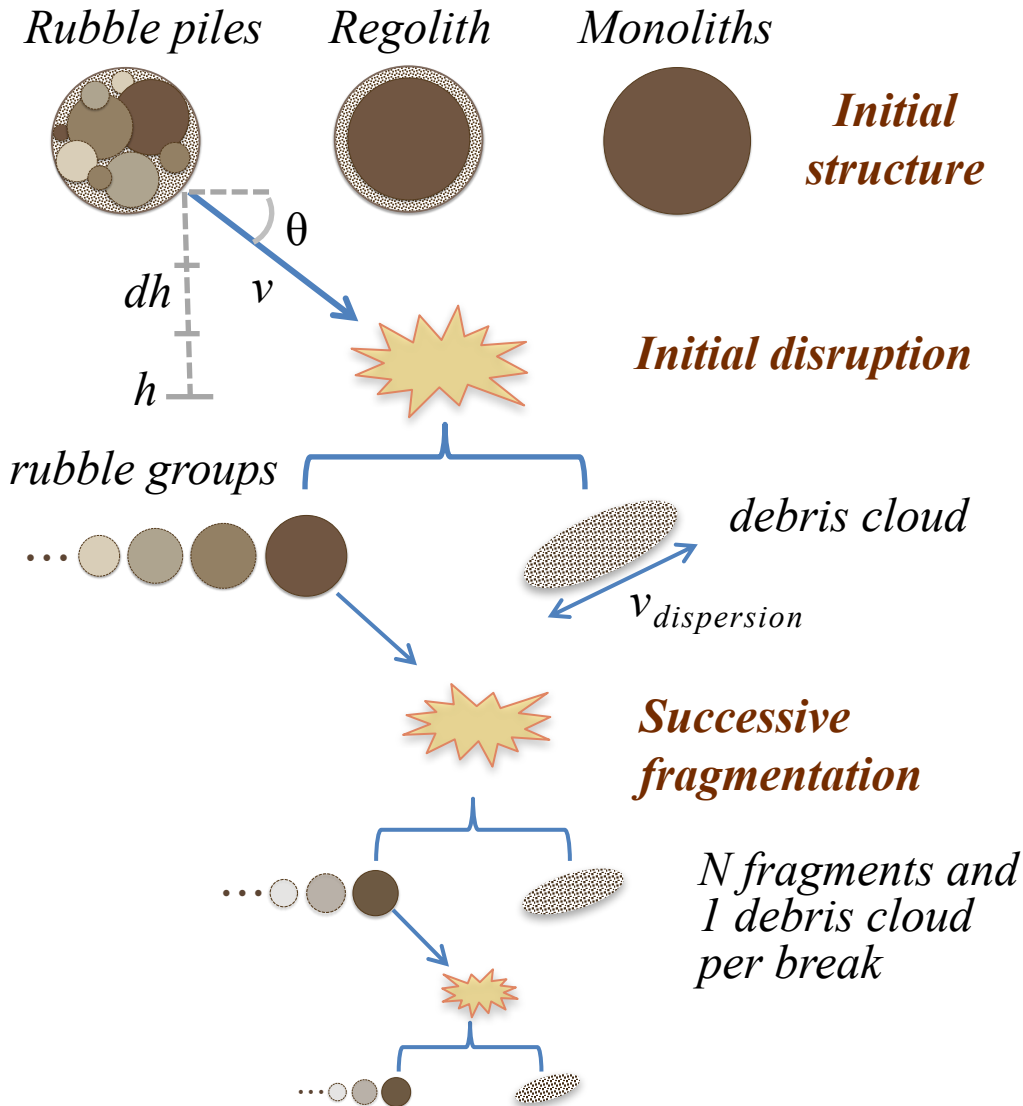 Rubble piles
Regolith
Monoliths
Initial
structure
θ
dh
v
h
Initial disruption
rubble groups
debris cloud
...
v dispersion
Successive
fragmentation
...
N fragments and
1 debris cloud
per break
...